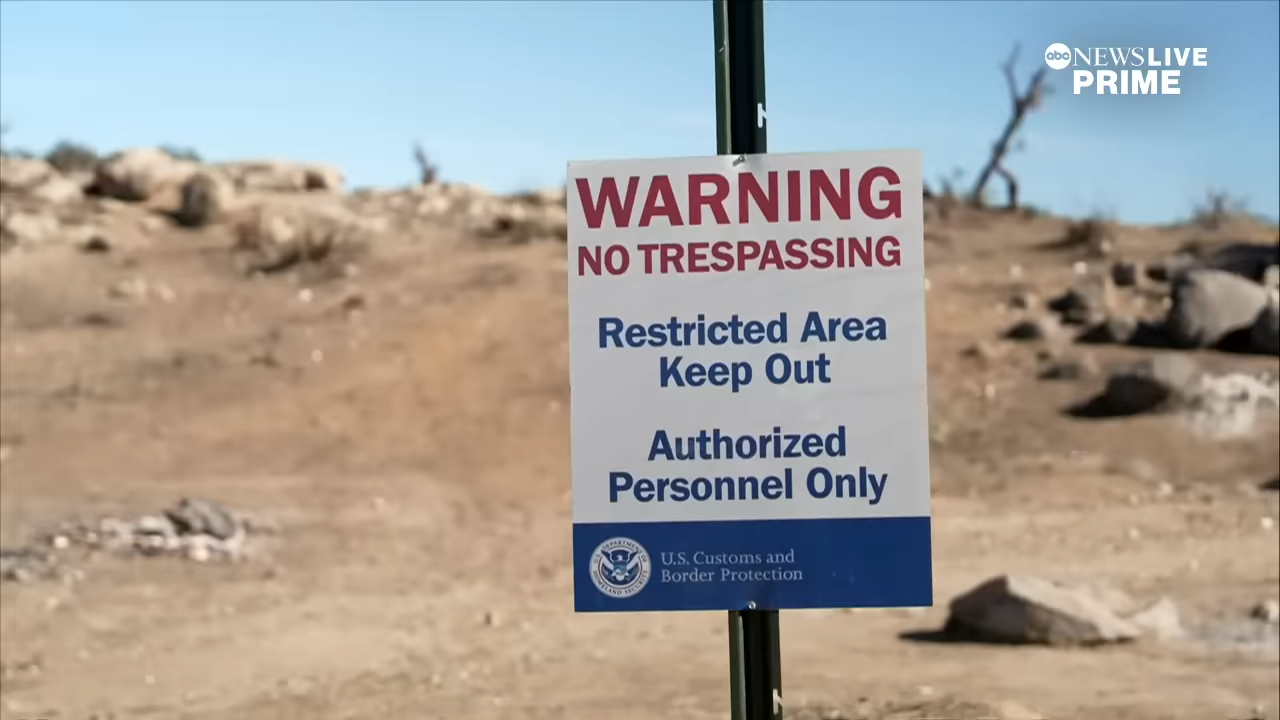 abc NEWS LIVE
PRIME
WARNING
NO TRESPASSING
Restricted Area
Keep Out
Authorized
Personnel Only
U.S. Customs and
Border Protection